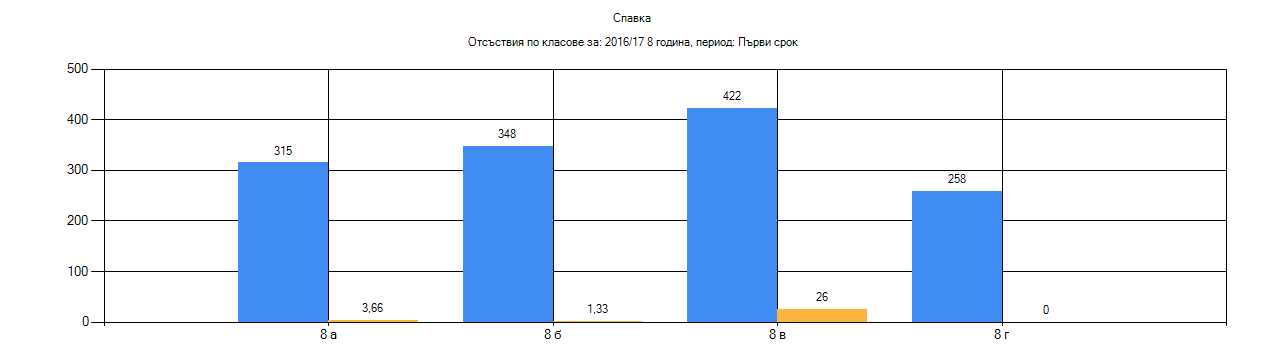 Спавка
Отсъствия по класове за: 2016/17 8 година, период: Първи срок
500
400
300
200
100
0
315
348
422
258
3,66
1,33
26
0
8 а
8 б
8 в
8 г